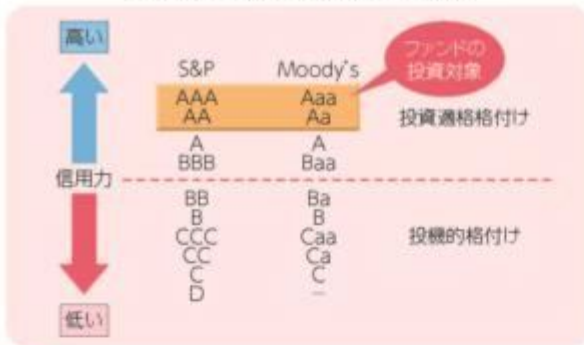 高い
ファンドの
投資対象
S&P Moody's
AAA Aaa
AA Aa
投資適格格付け
A A
BBB Baa
信用力
BB Ba
B B
CCC Caa
投機的格付け
CC Ca
C C
D –
低い